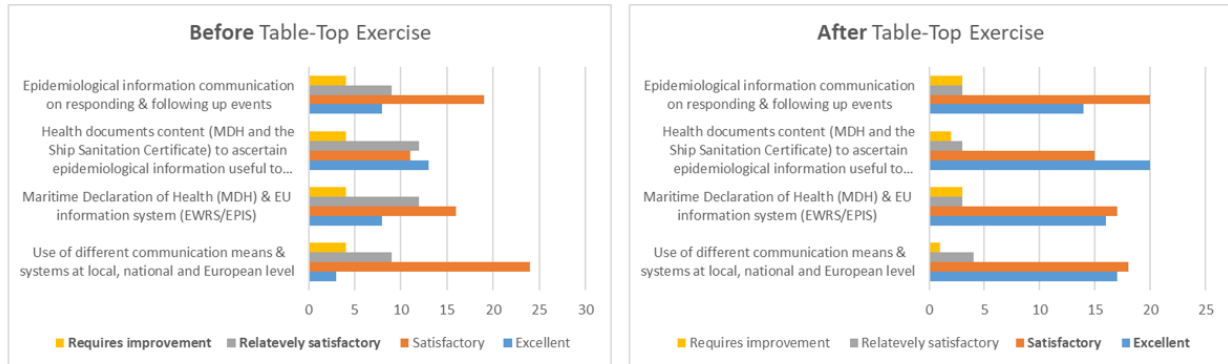 Before Table-Top Exercise
Epidemiological information communication
on responding & following up events
Health documents content (MDH and the
Ship Sanitation Certificate) to ascertain
epidemiological information useful to...
Maritime Declaration of Health (MDH) & EU
information system (EWRS/EPIS)
Use of different communication means &
systems at local, national and European level
0 5 10 15 20 25 30
Requires improvement Relatevely satisfactory Satisfactory Excellent
After Table-Top Exercise
Epidemiological information communication
on responding & following up events
Health documents content (MDH and the
Ship Sanitation Certificate) to ascertain
epidemiological information useful to...
Maritime Declaration of Health (MDH) & EU
information system (EWRS/EPIS)
Use of different communication means &
systems at local, national and European level
0 5 10 15 20 25
Requires improvement Relatevely satisfactory Satisfactory Excellent